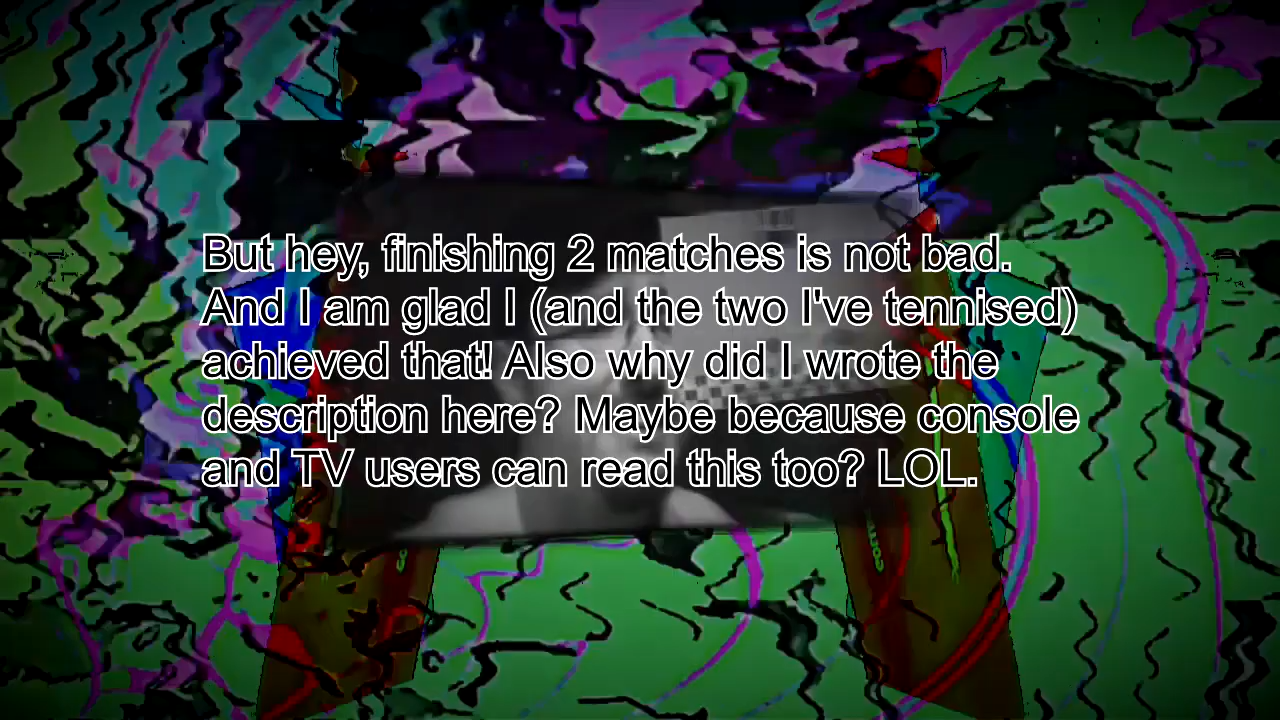 But hey, finishing 2 matches is not bad.
And I am glad I (and the two I've tennised)
achieved that! Also why did I wrote the
description here? Maybe because console
and TV users can read this too? LOL.